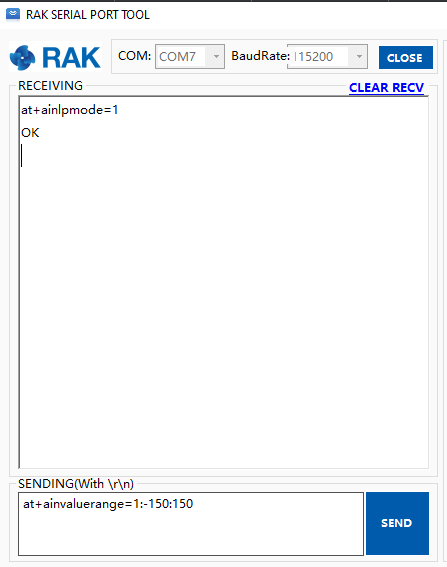 RAK SERIAL PORT TOOL
RAK COM: COM7 BaudRate: 115200 CLOSE
RECEIVING CLEAR RECV
at+ainlpmode=1
OK
SENDING(With \r\n)
at+ainvaluerange=1:-150:150
SEND